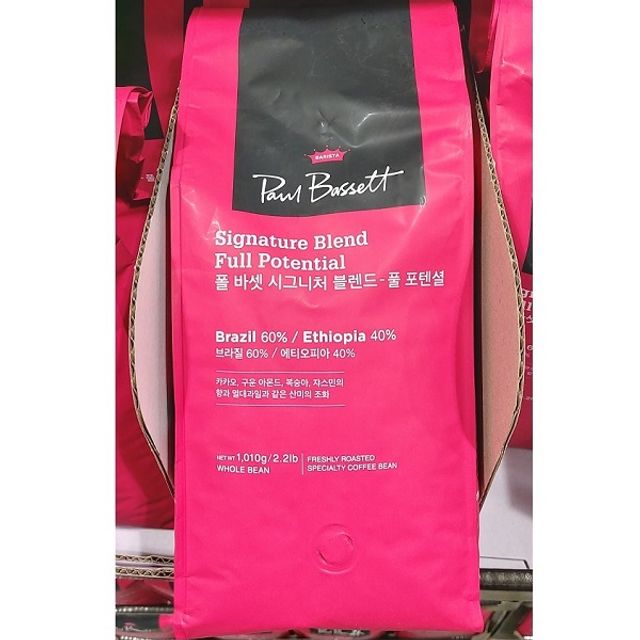 BARISTA
Paul Bassett
Signature Blend
Full Potential
폴 바셋 시그니처 블렌드-풀 포텐셜
Brazil 60% / Ethiopia 40%
브라질 60% / 에티오피아 40%
카카오, 구운 아몬드, 복숭아, 쟈스민의
향과 열대과일과 같은 산미의 조화
NET WT 1,010g/2.2lb
WHOLE BEAN
FRESHLY ROASTED
SPECIALTY COFFEE BEAN